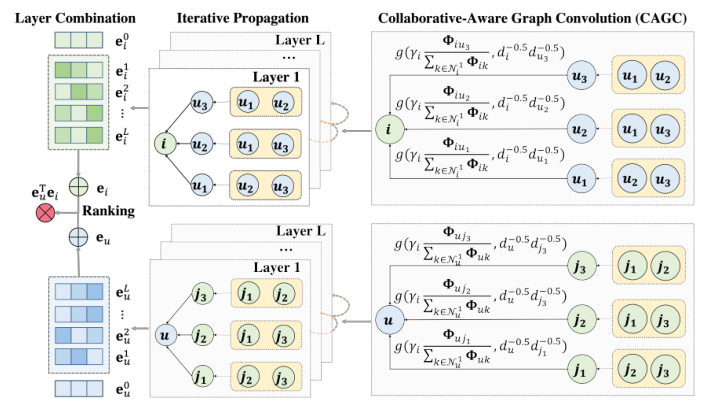 Layer Combination
Iterative Propagation
Collaborative-Aware Graph Convolution (CAGC)
e_i^0
e_i^1
e_i^2
⋮
e_i^L
e_i
e_u^T e_i
Ranking
e_u
e_u^L
⋮
e_u^2
e_u^1
e_u^0
Layer L
...
Layer 1
u_3 u_1 u_2
i u_2 u_1 u_3
u_1 u_2 u_3
Layer L
...
Layer 1
j_3 j_1 j_2
u j_2 j_1 j_3
j_1 j_2 j_3
g(γ_i Φ_{iu_3} / ∑_{k∈N_i^1} Φ_{ik}, d_i^{-0.5} d_{u_3}^{-0.5})
u_3 u_1 u_2
g(γ_i Φ_{iu_2} / ∑_{k∈N_i^1} Φ_{ik}, d_i^{-0.5} d_{u_2}^{-0.5})
i u_2 u_1 u_3
g(γ_i Φ_{iu_1} / ∑_{k∈N_i^1} Φ_{ik}, d_i^{-0.5} d_{u_1}^{-0.5})
u_1 u_2 u_3
g(γ_i Φ_{uj_3} / ∑_{k∈N_u^1} Φ_{uk}, d_u^{-0.5} d_{j_3}^{-0.5})
j_3 j_1 j_2
g(γ_i Φ_{uj_2} / ∑_{k∈N_u^1} Φ_{uk}, d_u^{-0.5} d_{j_3}^{-0.5})
u j_2 j_1 j_3
g(γ_i Φ_{uj_1} / ∑_{k∈N_u^1} Φ_{uk}, d_u^{-0.5} d_{j_1}^{-0.5})
j_1 j_2 j_3